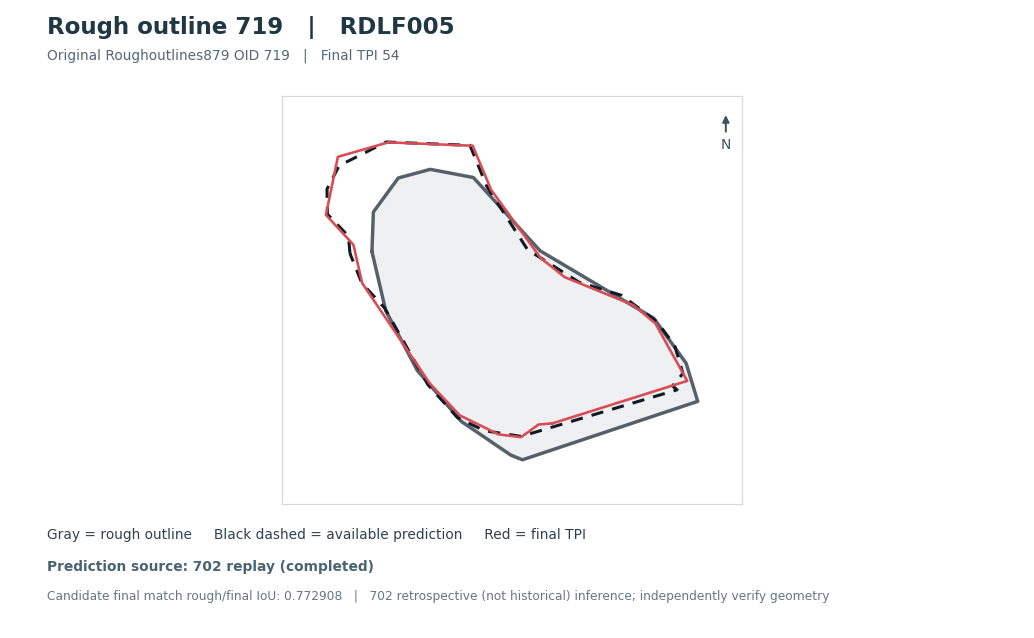 Rough outline 719   |   RDLF005
Original Roughoutlines879 OID 719   |   Final TPI 54
N
Gray = rough outline     Black dashed = available prediction     Red = final TPI
Prediction source: 702 replay (completed)
Candidate final match rough/final IoU: 0.772908   |   702 retrospective (not historical) inference; independently verify geometry